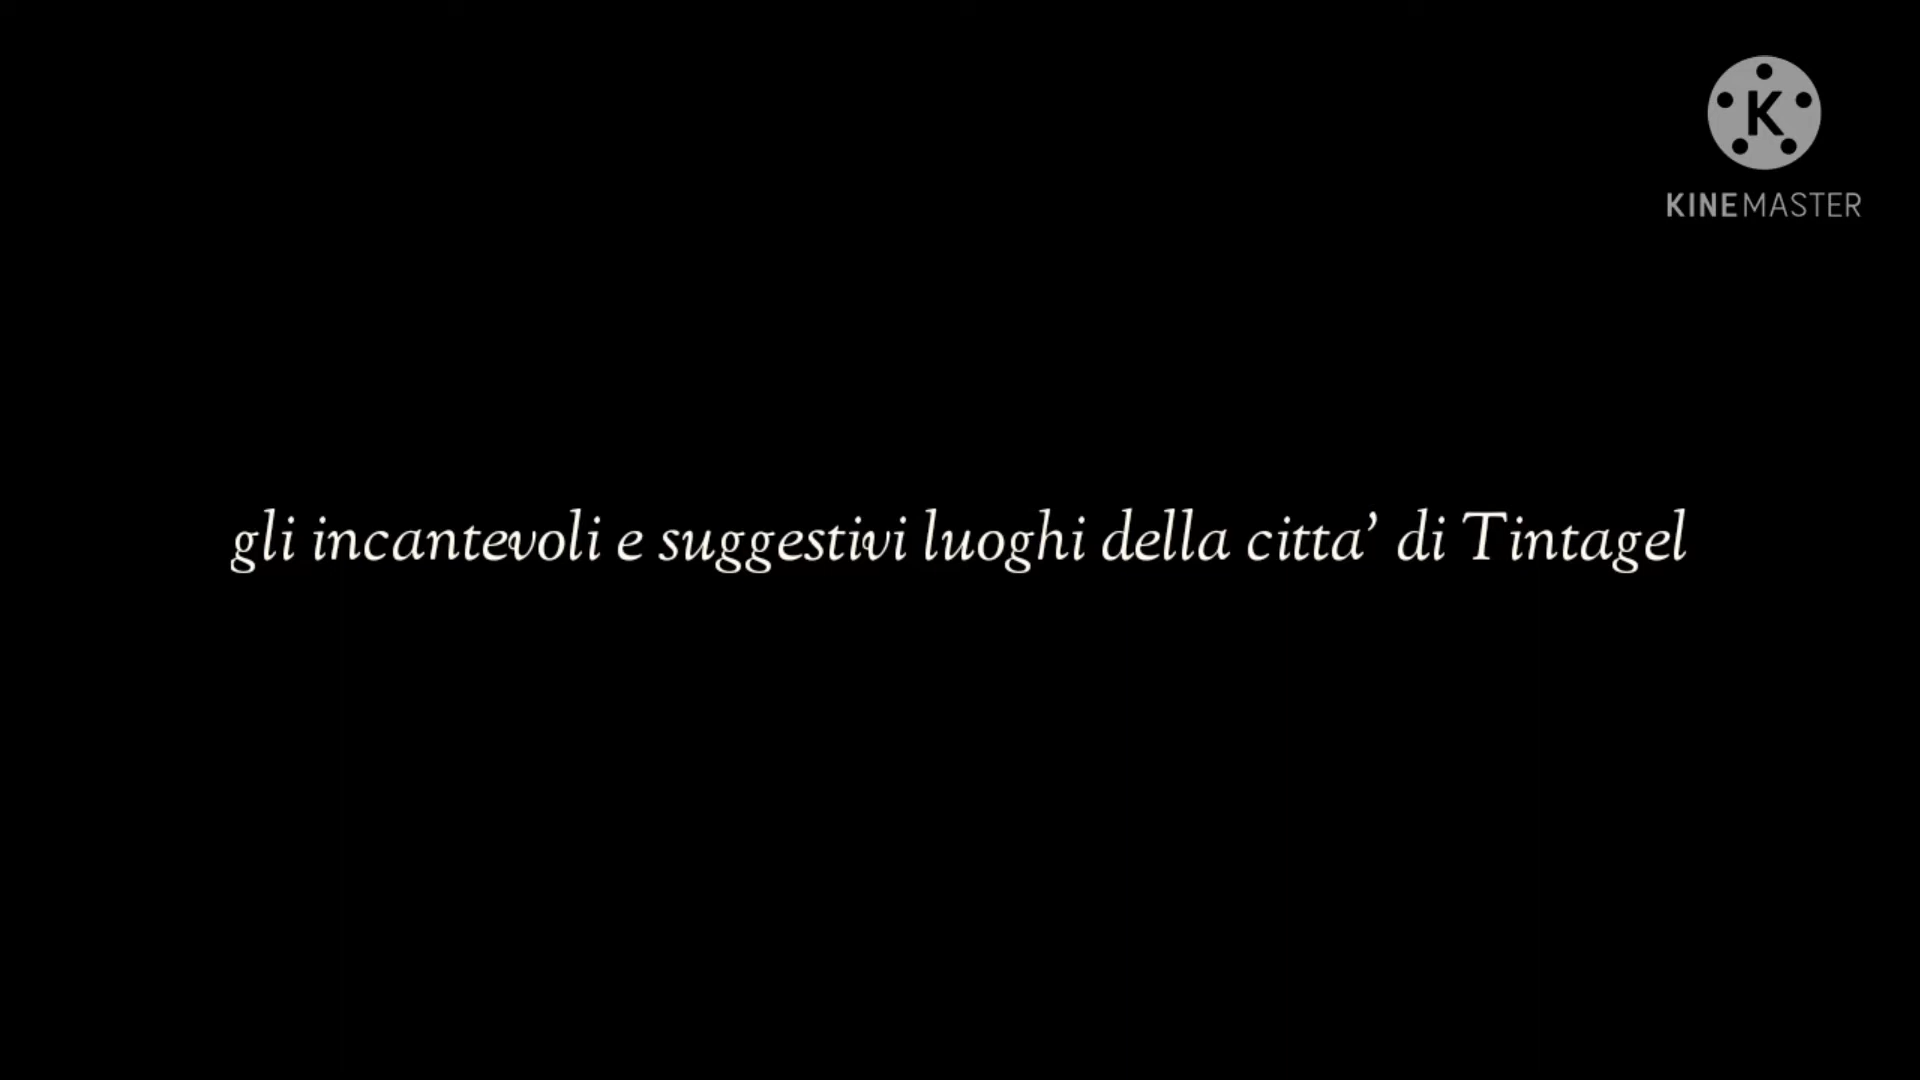 K
KINEMASTER
gli incantevoli e suggestivi luoghi della citta’ di Tintagel